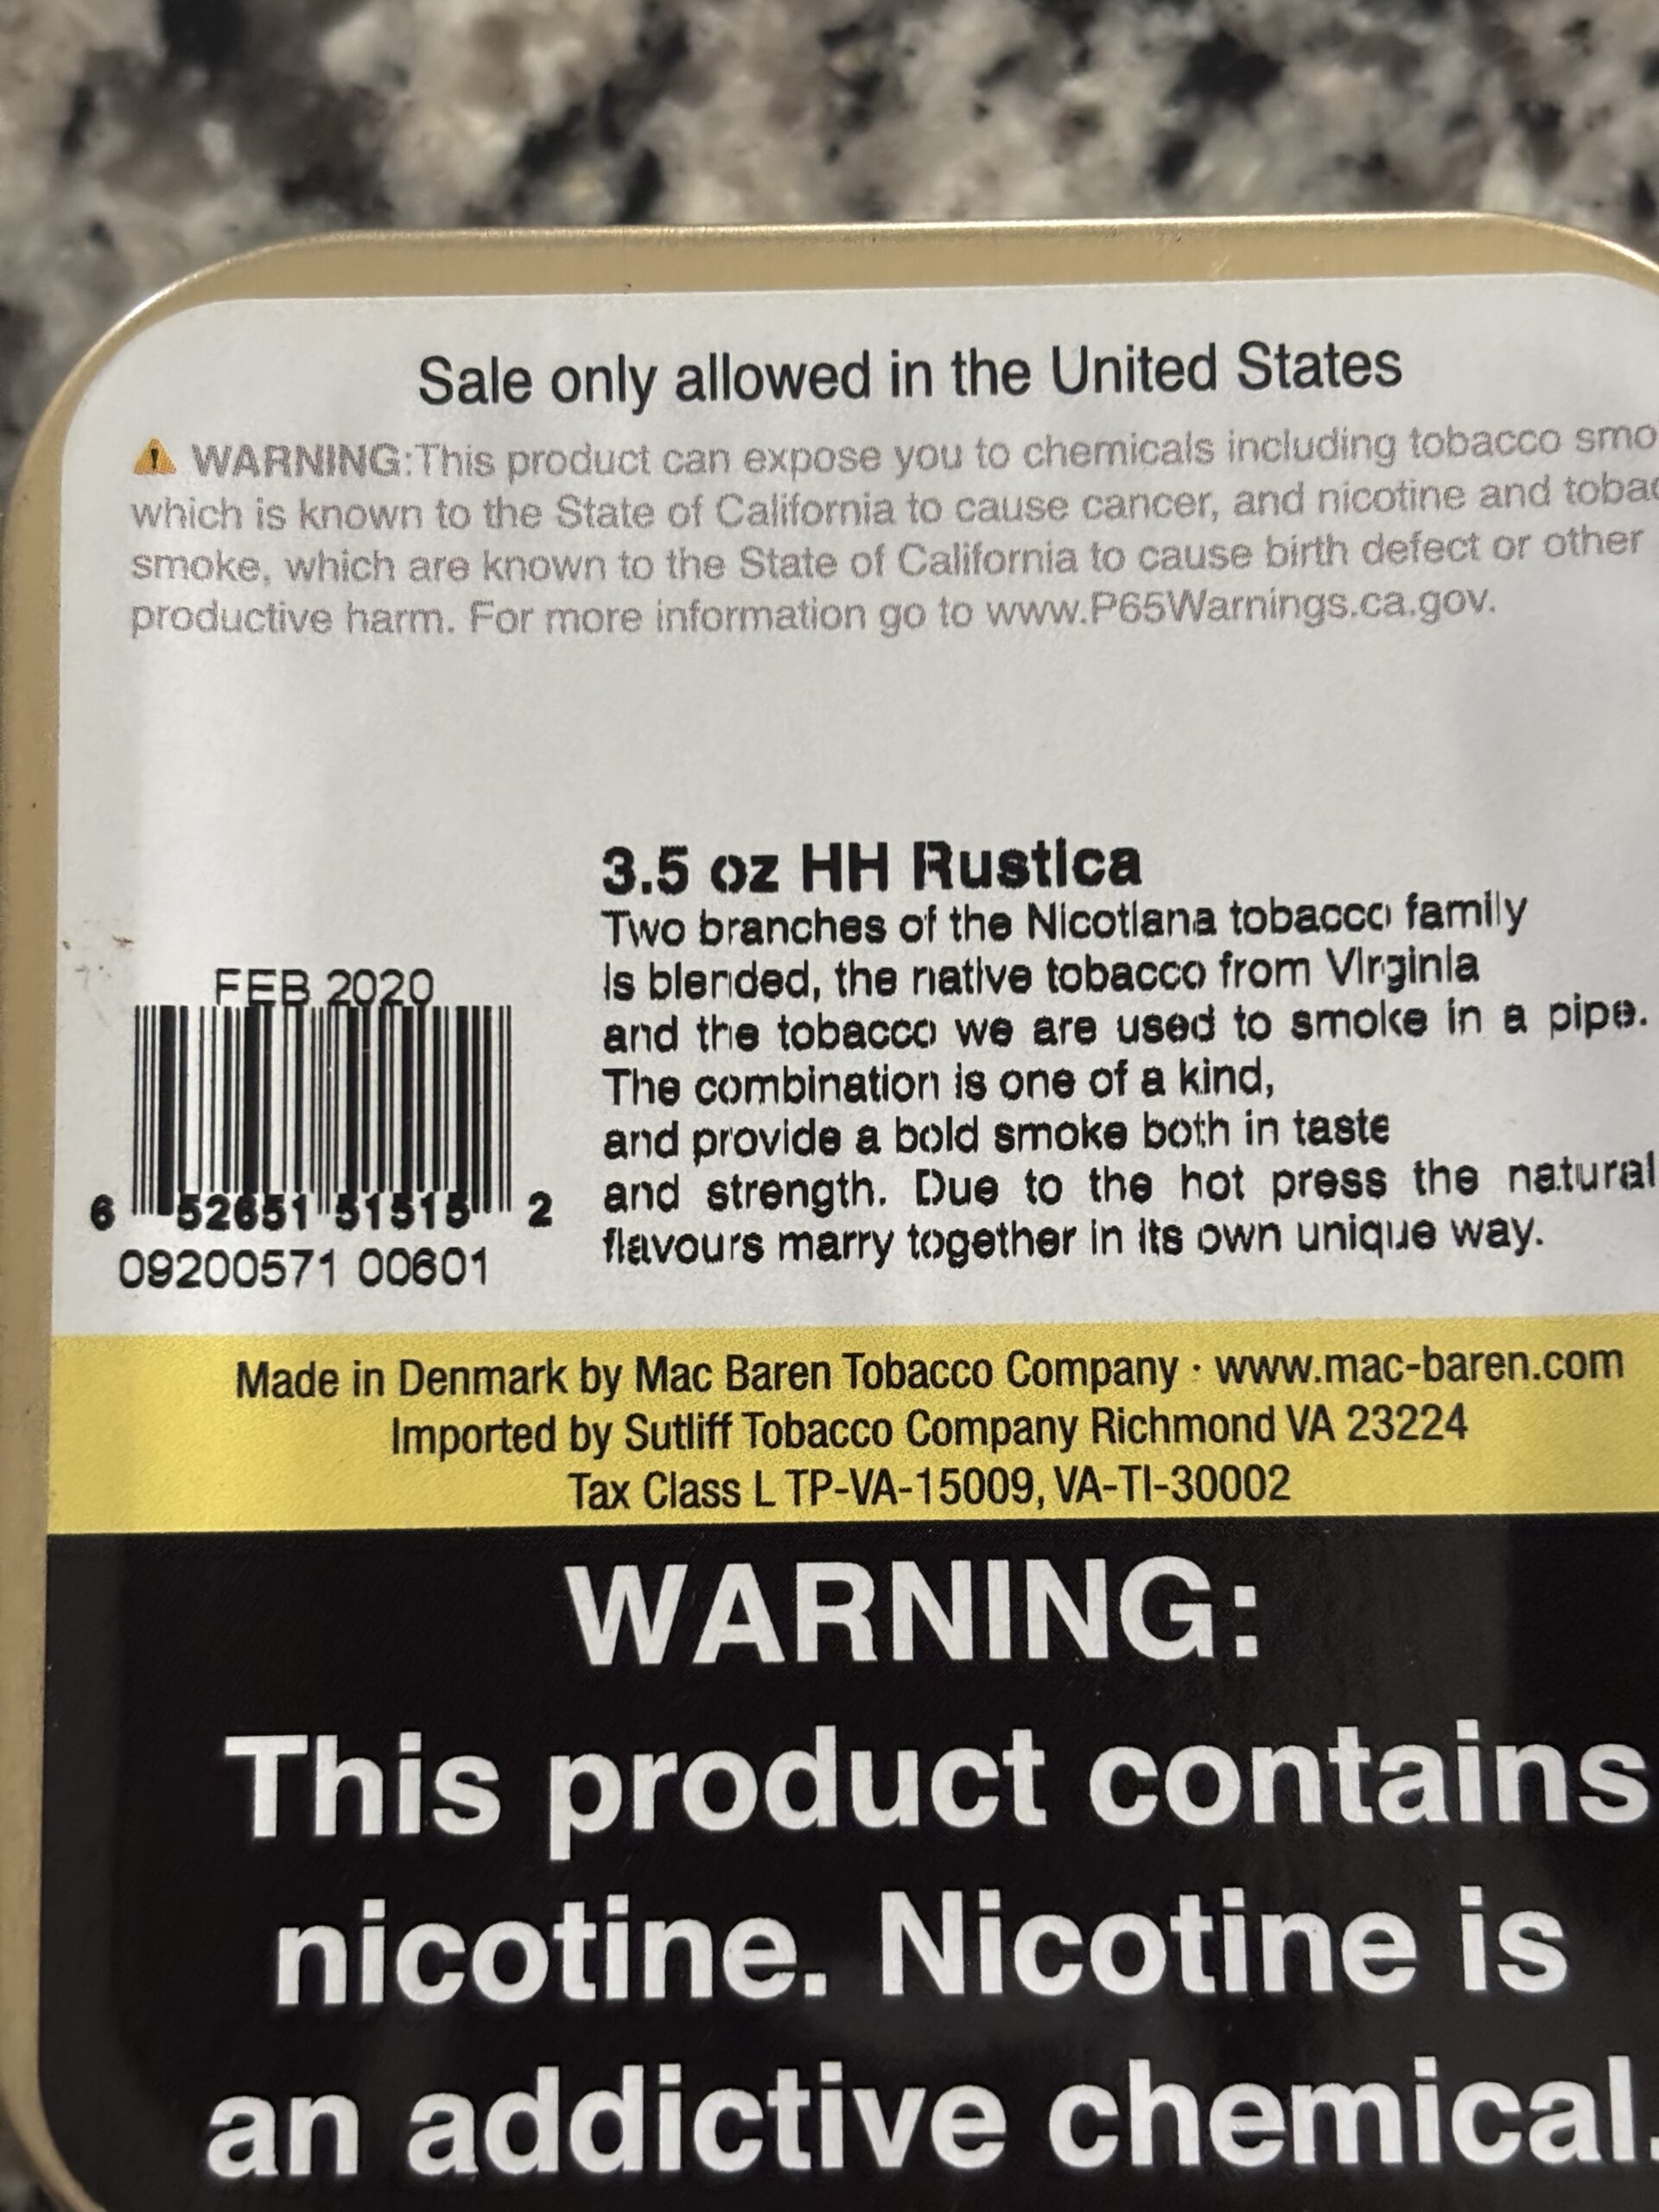 Sale only allowed in the United States
WARNING:This product can expose you to chemicals including tobacco smo
which is known to the State of California to cause cancer, and nicotine and tobac
smoke, which are known to the State of California to cause birth defect or other
productive harm. For more information go to www.P65Warnings.ca.gov.
3.5 oz HH Rustica
Two branches of the Nicotiana tobacco family
is blended, the native tobacco from Virginia
and the tobacco we are used to smoke in a pipe.
The combination is one of a kind,
and provide a bold smoke both in taste
and strength. Due to the hot press the natural
flavours marry together in its own unique way.
FEB 2020
6 52651 51515 2
09200571 00601
Made in Denmark by Mac Baren Tobacco Company · www.mac-baren.com
Imported by Sutliff Tobacco Company Richmond VA 23224
Tax Class L TP-VA-15009, VA-TI-30002
WARNING:
This product contains
nicotine. Nicotine is
an addictive chemical.